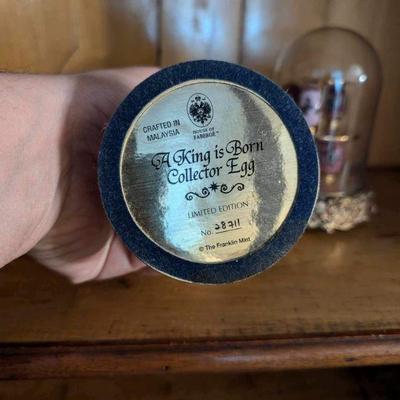 HOUSE OF
FABERGÉ
CRAFTED IN
MALAYSIA
A King is Born
Collector Egg
LIMITED EDITION
No. 28711
© The Franklin Mint